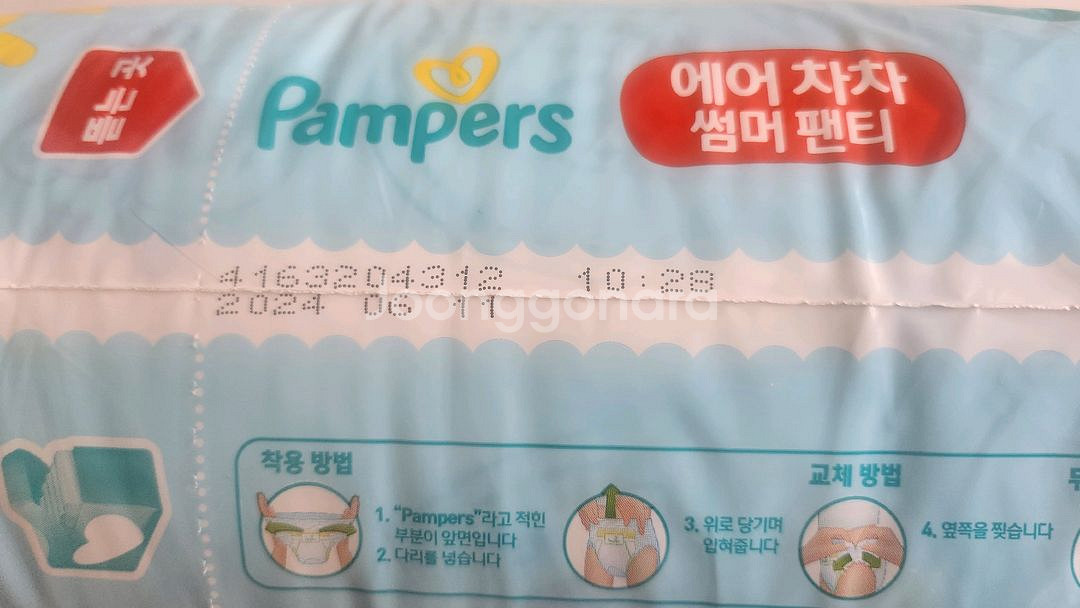 뜯는 곳
Pampers
에어 차차
썸머 팬티
4163204312 10:28
2024 06 11
Joonggonara
착용 방법
1. "Pampers"라고 적힌
부분이 앞면입니다
2. 다리를 넣습니다
3. 위로 당기며
입혀줍니다
교체 방법
4. 옆쪽을 찢습니다